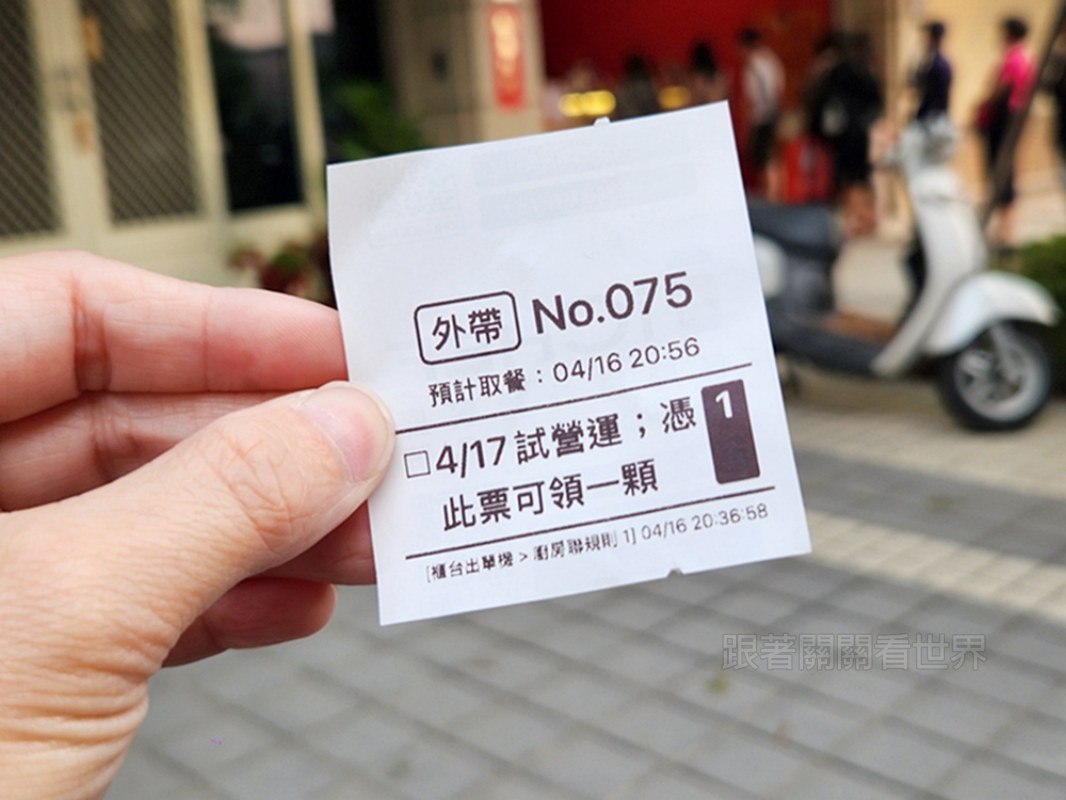 外帶 No.075
預計取餐：04/16 20:56
□4/17 試營運；憑 1
此票可領一顆
[櫃台出單機 > 廚房聯規則 1] 04/16 20:36:58
跟著關關看世界